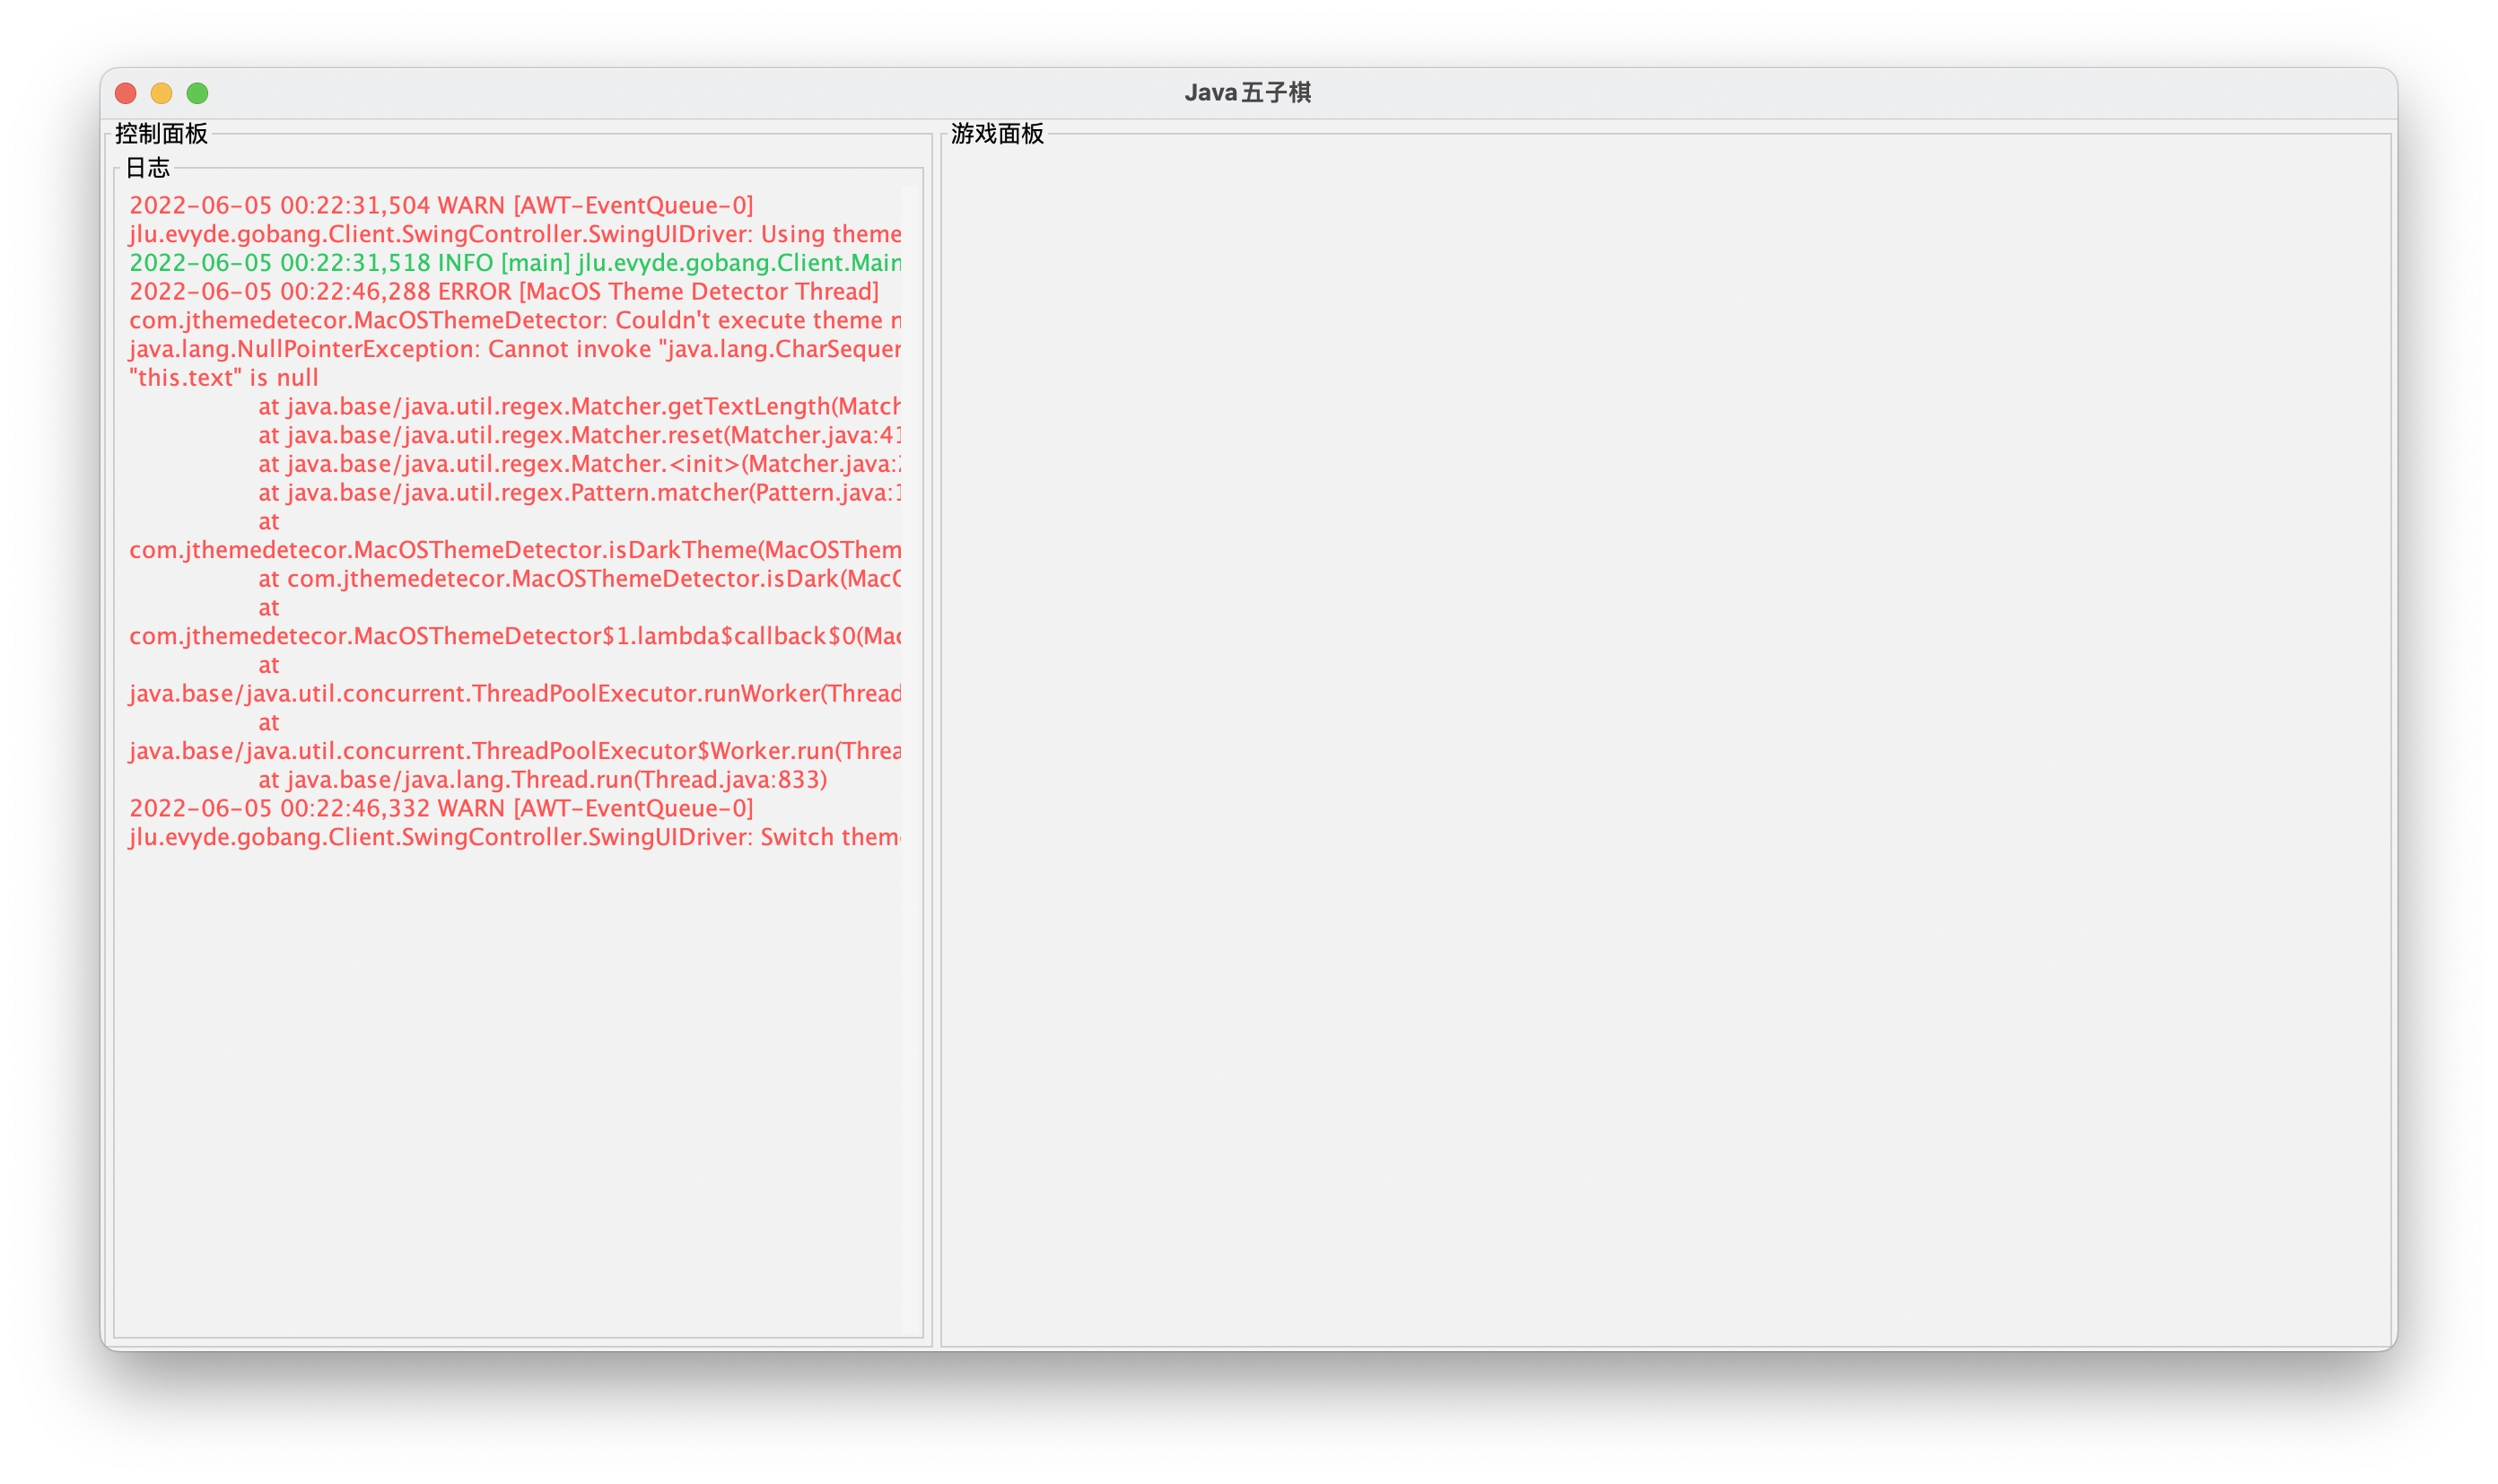 Java五子棋
控制面板
日志
2022-06-05 00:22:31,504 WARN [AWT-EventQueue-0]
jlu.evyde.gobang.Client.SwingController.SwingUIDriver: Using theme
2022-06-05 00:22:31,518 INFO [main] jlu.evyde.gobang.Client.Main
2022-06-05 00:22:46,288 ERROR [MacOS Theme Detector Thread]
com.jthemedetecor.MacOSThemeDetector: Couldn't execute theme
java.lang.NullPointerException: Cannot invoke "java.lang.CharSequen
"this.text" is null
at java.base/java.util.regex.Matcher.getTextLength(Match
at java.base/java.util.regex.Matcher.reset(Matcher.java:41
at java.base/java.util.regex.Matcher.<init>(Matcher.java:
at java.base/java.util.regex.Pattern.matcher(Pattern.java:1
at
com.jthemedetecor.MacOSThemeDetector.isDarkTheme(MacOSThem
at com.jthemedetecor.MacOSThemeDetector.isDark(MacO
at
com.jthemedetecor.MacOSThemeDetector$1.lambda$callback$0(Mac
at
java.base/java.util.concurrent.ThreadPoolExecutor.runWorker(Thread
at
java.base/java.util.concurrent.ThreadPoolExecutor$Worker.run(Threa
at java.base/java.lang.Thread.run(Thread.java:833)
2022-06-05 00:22:46,332 WARN [AWT-EventQueue-0]
jlu.evyde.gobang.Client.SwingController.SwingUIDriver: Switch them
游戏面板